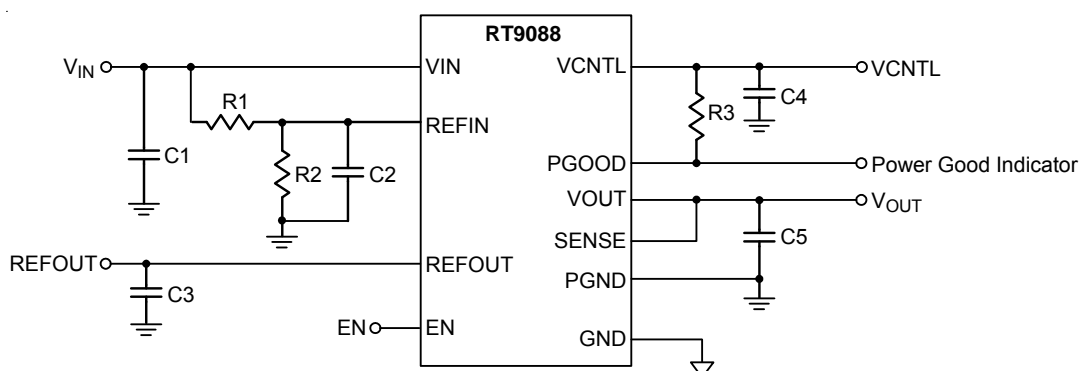 RT9088
VIN
VIN
VCNTL
VCNTL
R1
R3
C4
REFIN
C1
R2
C2
PGOOD
Power Good Indicator
VOUT
VOUT
SENSE
C5
REFOUT
REFOUT
PGND
C3
EN
EN
GND